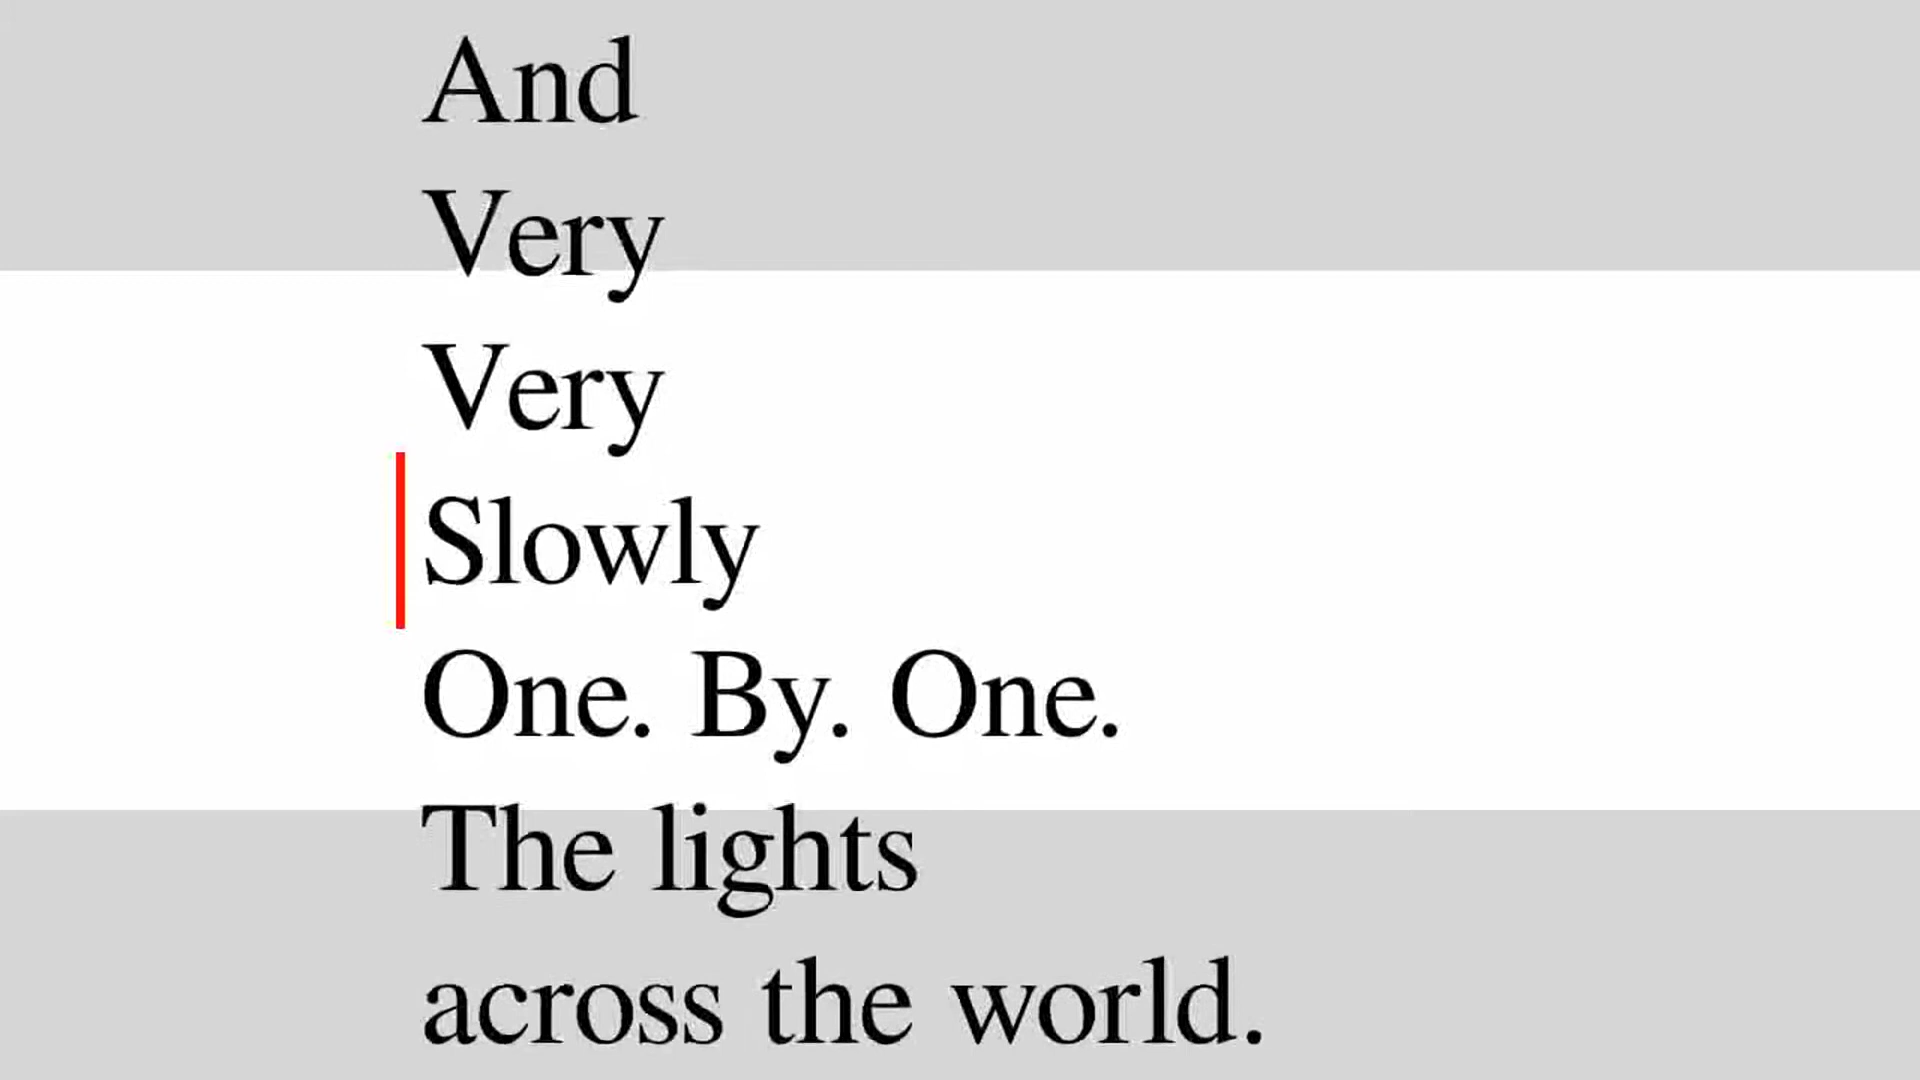 And
Very
Very
Slowly
One. By. One.
The lights
across the world.